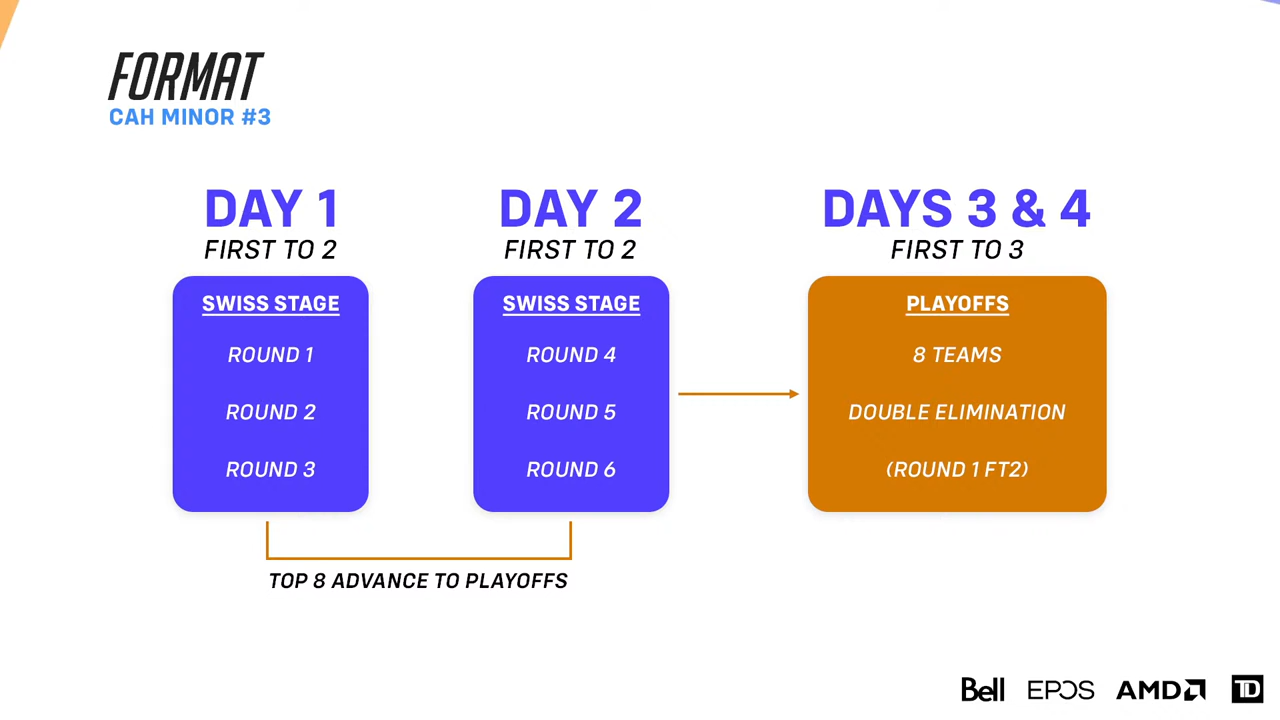 FORMAT
CAH MINOR #3
DAY 1
FIRST TO 2
SWISS STAGE
ROUND 1
ROUND 2
ROUND 3
DAY 2
FIRST TO 2
SWISS STAGE
ROUND 4
ROUND 5
ROUND 6
TOP 8 ADVANCE TO PLAYOFFS
DAYS 3 & 4
FIRST TO 3
PLAYOFFS
8 TEAMS
DOUBLE ELIMINATION
(ROUND 1 FT2)
Bell EPOS AMD TD